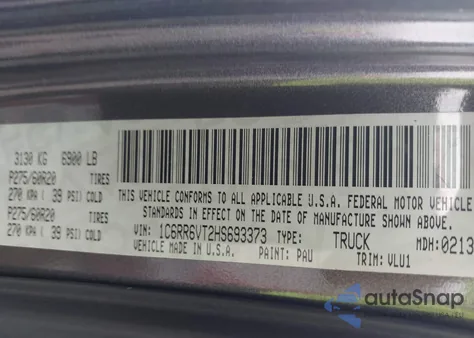 3130 KG 6900 LB
P275/60R20 TIRES
270 KPA ( 39 PSI) COLD
P275/60R20 TIRES
270 KPA ( 39 PSI) COLD
THIS VEHICLE CONFORMS TO ALL APPLICABLE U.S.A. FEDERAL MOTOR VEHICLE
STANDARDS IN EFFECT ON THE DATE OF MANUFACTURE SHOWN ABOVE.
VIN: 1C6RR6VT2HS693373 TYPE: TRUCK MDH: 0213
VEHICLE MADE IN U.S.A. PAINT: PAU TRIM: VLU1
autoSnap